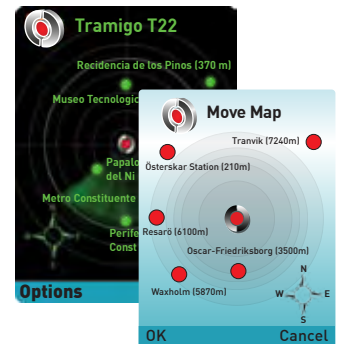 Tramigo T22
Recidencia de los Pinos (370 m)
Museo Tecnologic
Papalo
del Ni
Metro Constituente
Perife
Const
Options
Move Map
Tranvik (7240m)
Österskar Station (210m)
Resarö (6100m)
Oscar-Friedriksborg (3500m)
Waxholm (5870m)
N
W
E
S
OK
Cancel